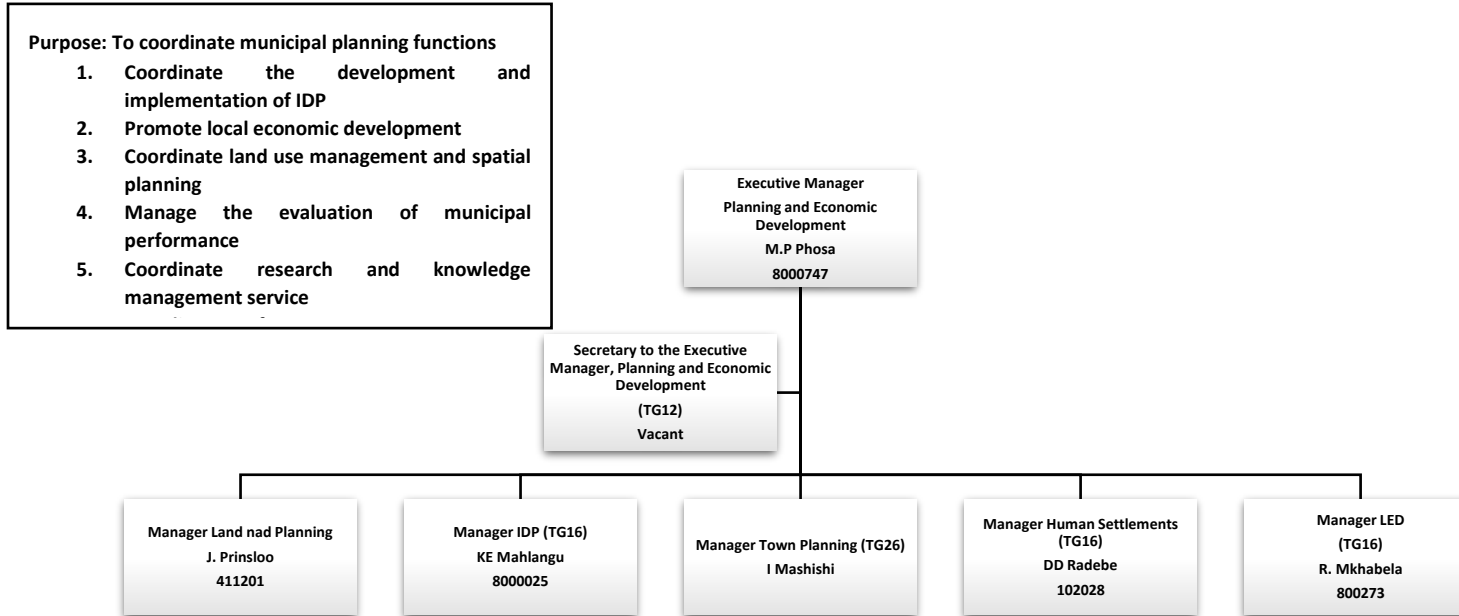 Purpose: To coordinate municipal planning functions
1. Coordinate the development and
implementation of IDP
2. Promote local economic development
3. Coordinate land use management and spatial
planning
4. Manage the evaluation of municipal
performance
5. Coordinate research and knowledge
management service
Executive Manager
Planning and Economic
Development
M.P Phosa
8000747
Secretary to the Executive
Manager, Planning and Economic
Development
(TG12)
Vacant
Manager Land nad Planning
J. Prinsloo
411201
Manager IDP (TG16)
KE Mahlangu
8000025
Manager Town Planning (TG26)
I Mashishi
Manager Human Settlements
(TG16)
DD Radebe
102028
Manager LED
(TG16)
R. Mkhabela
800273